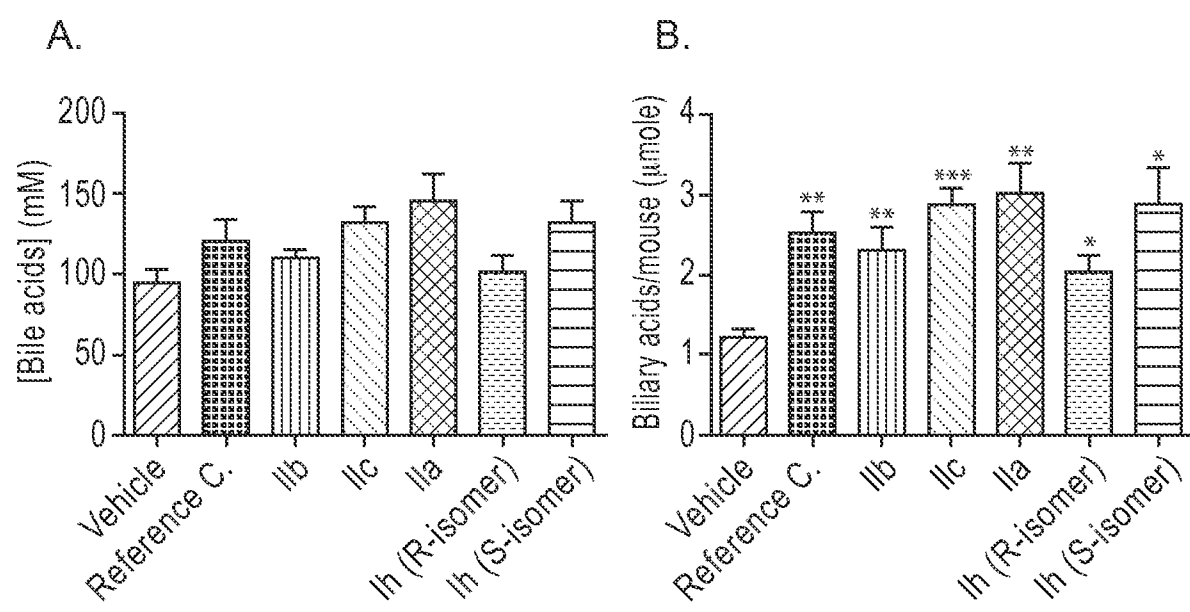 A.
[Bile acids] (mM)
200
150
100
50
0
Vehicle
Reference C.
IIb
IIc
IIa
Ih (R-isomer)
Ih (S-isomer)
B.
Biliary acids/mouse (µmole)
4
3
2
1
0
**
**
***
**
*
*
Vehicle
Reference C.
IIb
IIc
IIa
Ih (R-isomer)
Ih (S-isomer)